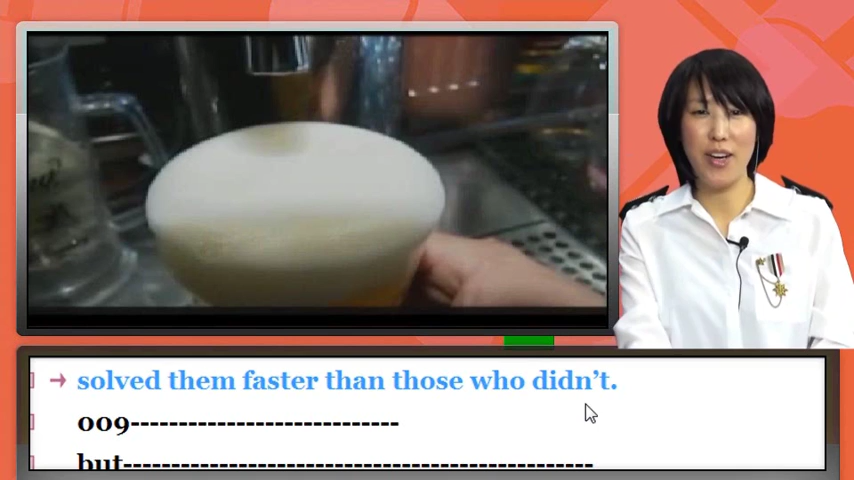 → solved them faster than those who didn't.
009----------------------------
but-------------------------------------------------